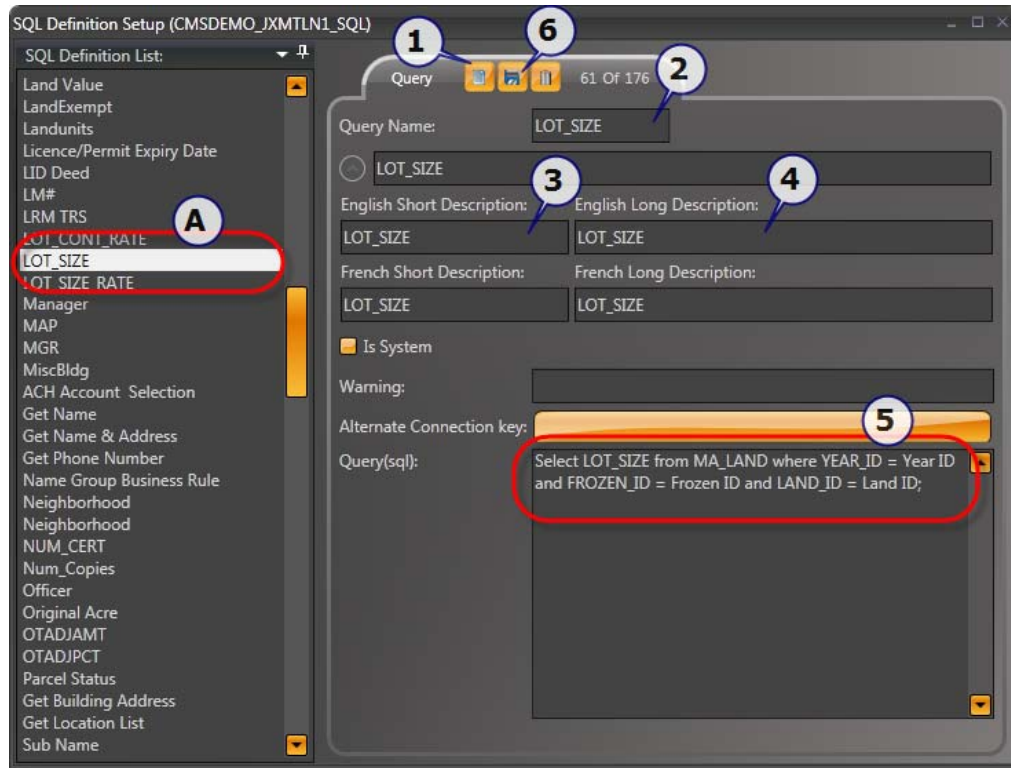 SQL Definition Setup (CMSDEMO_JXMTLN1_SQL)
SQL Definition List:
Land Value
LandExempt
Landunits
Licence/Permit Expiry Date
LID Deed
LM#
LRM TRS
A
LOT_CONT_RATE
LOT_SIZE
LOT_SIZE_RATE
Manager
MAP
MGR
MiscBldg
ACH Account Selection
Get Name
Get Name & Address
Get Phone Number
Name Group Business Rule
Neighborhood
Neighborhood
NUM_CERT
Num_Copies
Officer
Original Acre
OTADJAMT
OTADJPCT
Parcel Status
Get Building Address
Get Location List
Sub Name
1
6
Query
61 Of 176
2
Query Name:
LOT_SIZE
LOT_SIZE
3
4
English Short Description:
English Long Description:
LOT_SIZE
LOT_SIZE
French Short Description:
French Long Description:
LOT_SIZE
LOT_SIZE
Is System
Warning:
Alternate Connection key:
5
Query(sql):
Select LOT_SIZE from MA_LAND where YEAR_ID = Year ID
and FROZEN_ID = Frozen ID and LAND_ID = Land ID;